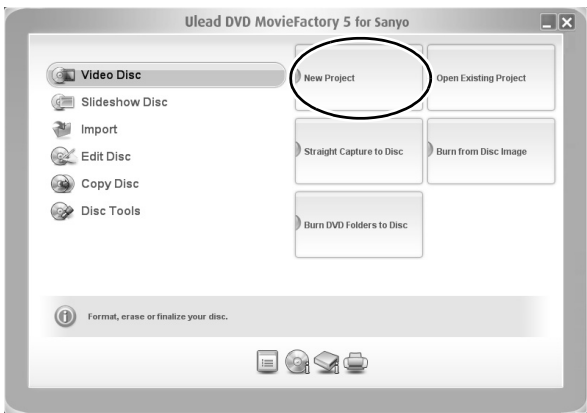 Ulead DVD MovieFactory 5 for Sanyo
Video Disc
Slideshow Disc
Import
Edit Disc
Copy Disc
Disc Tools
New Project
Open Existing Project
Straight Capture to Disc
Burn from Disc Image
Burn DVD Folders to Disc
Format, erase or finalize your disc.